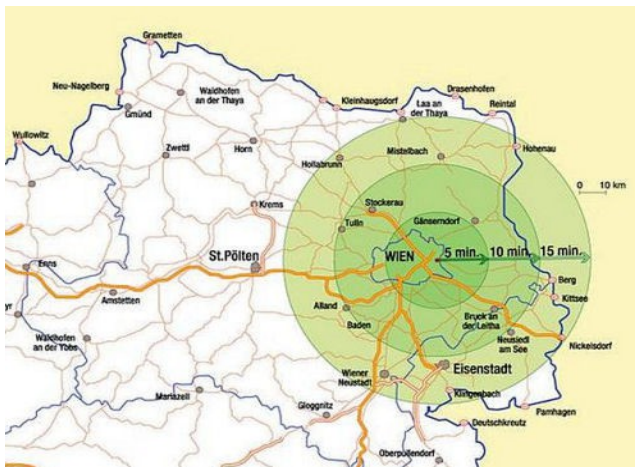 Grametten
Neu-Nagelberg
Waidhofen
an der Thaya
Gmünd
Kleinhaugsdorf
Laa an
der Thaya
Drasenhofen
Reintal
Wullowitz
Zwettl
Horn
Hollabrunn
Mistelbach
Hohenau
0 10 km
Krems
Stockerau
Tulln
Gänserndorf
St.Pölten
WIEN
5 min.
10 min.
15 min.
Enns
Amstetten
Berg
Kittsee
Alland
Baden
Bruck an
der Leitha
Neusiedl
am See
Nickelsdorf
yr
Waidhofen
an der Ybbs
Wiener
Neustadt
Eisenstadt
Mariazell
Klingenbach
Gloggnitz
Pamhagen
Deutschkreutz
Oberpullendorf